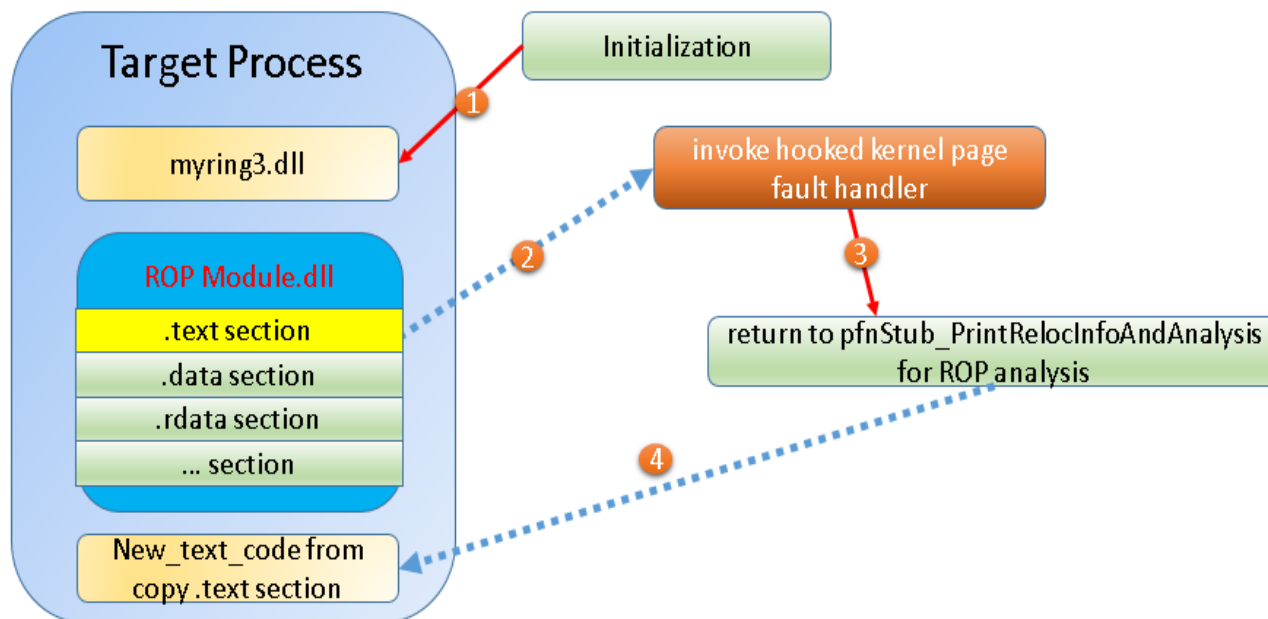 Target Process
Initialization
1
myring3.dll
invoke hooked kernel page
fault handler
2
3
ROP Module.dll
.text section
.data section
.rdata section
... section
return to pfnStub_PrintRelocInfoAndAnalysis
for ROP analysis
4
New_text_code from
copy .text section